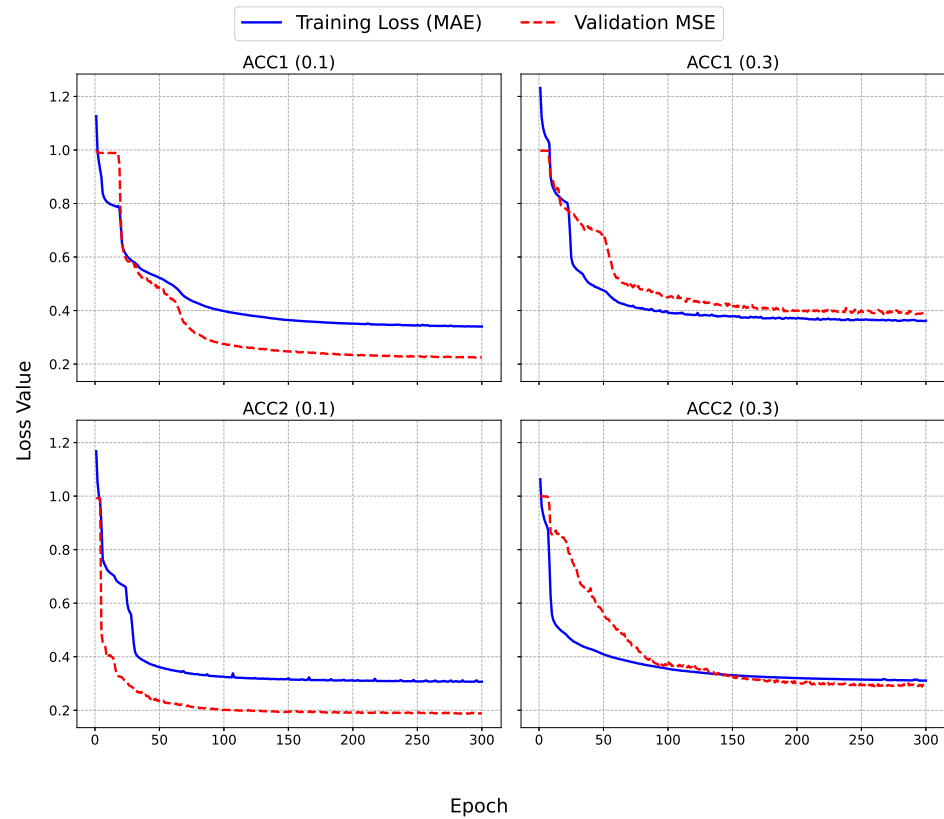 Training Loss (MAE) Validation MSE
ACC1 (0.1) ACC1 (0.3)
1.2
1.0
0.8
0.6
0.4
0.2
Loss Value
ACC2 (0.1) ACC2 (0.3)
1.2
1.0
0.8
0.6
0.4
0.2
0 50 100 150 200 250 300 0 50 100 150 200 250 300
Epoch